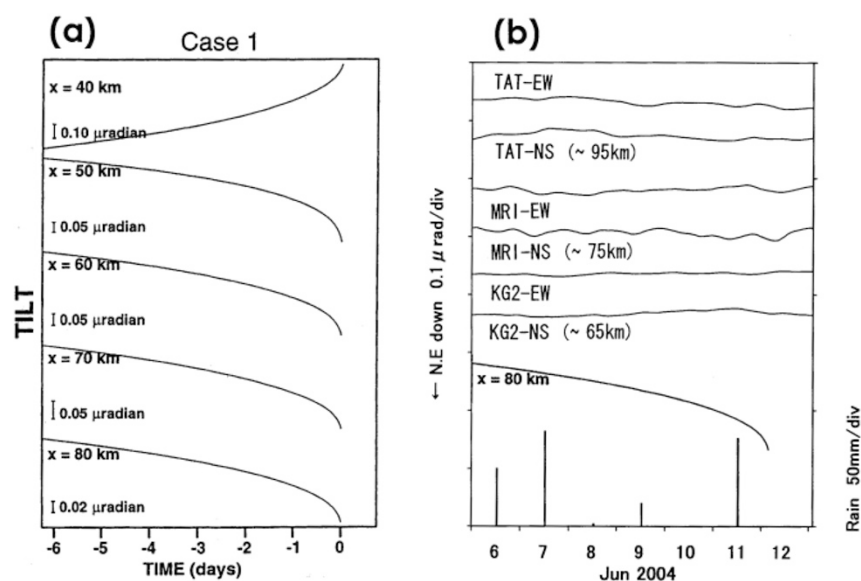 (a)
Case 1
x = 40 km
0.10 μradian
x = 50 km
0.05 μradian
x = 60 km
0.05 μradian
x = 70 km
0.05 μradian
x = 80 km
0.02 μradian
TILT
-6 -5 -4 -3 -2 -1 0
TIME (days)
(b)
TAT-EW
TAT-NS (~ 95km)
MRI-EW
MRI-NS (~ 75km)
KG2-EW
KG2-NS (~ 65km)
x = 80 km
← N.E down 0.1 μ rad/div
Rain 50mm/div
6 7 8 9 10 11 12
Jun 2004